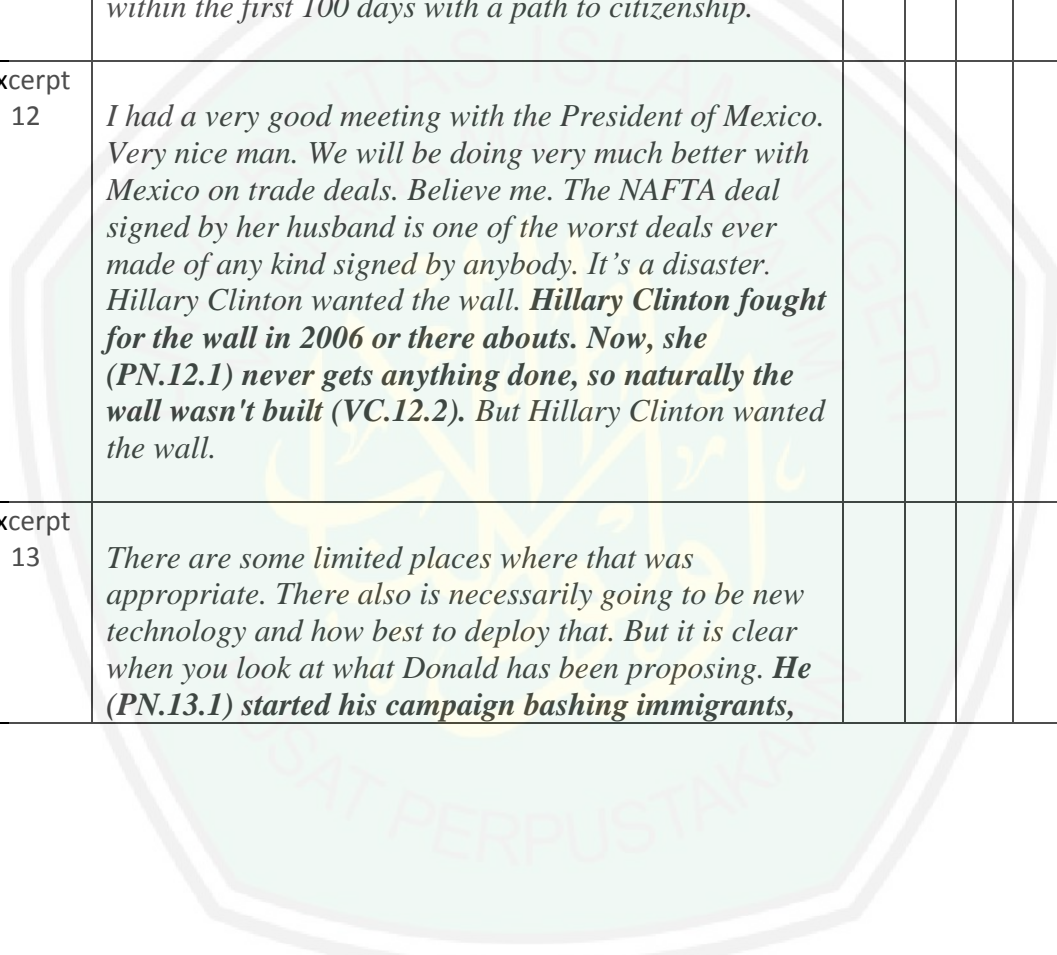 within the first 100 days with a path to citizenship.
xcerpt
12
I had a very good meeting with the President of Mexico.
Very nice man. We will be doing very much better with
Mexico on trade deals. Believe me. The NAFTA deal
signed by her husband is one of the worst deals ever
made of any kind signed by anybody. It’s a disaster.
Hillary Clinton wanted the wall. Hillary Clinton fought
for the wall in 2006 or there abouts. Now, she
(PN.12.1) never gets anything done, so naturally the
wall wasn't built (VC.12.2). But Hillary Clinton wanted
the wall.
xcerpt
13
There are some limited places where that was
appropriate. There also is necessarily going to be new
technology and how best to deploy that. But it is clear
when you look at what Donald has been proposing. He
(PN.13.1) started his campaign bashing immigrants,
PUSAT PERPUSTAKAAN